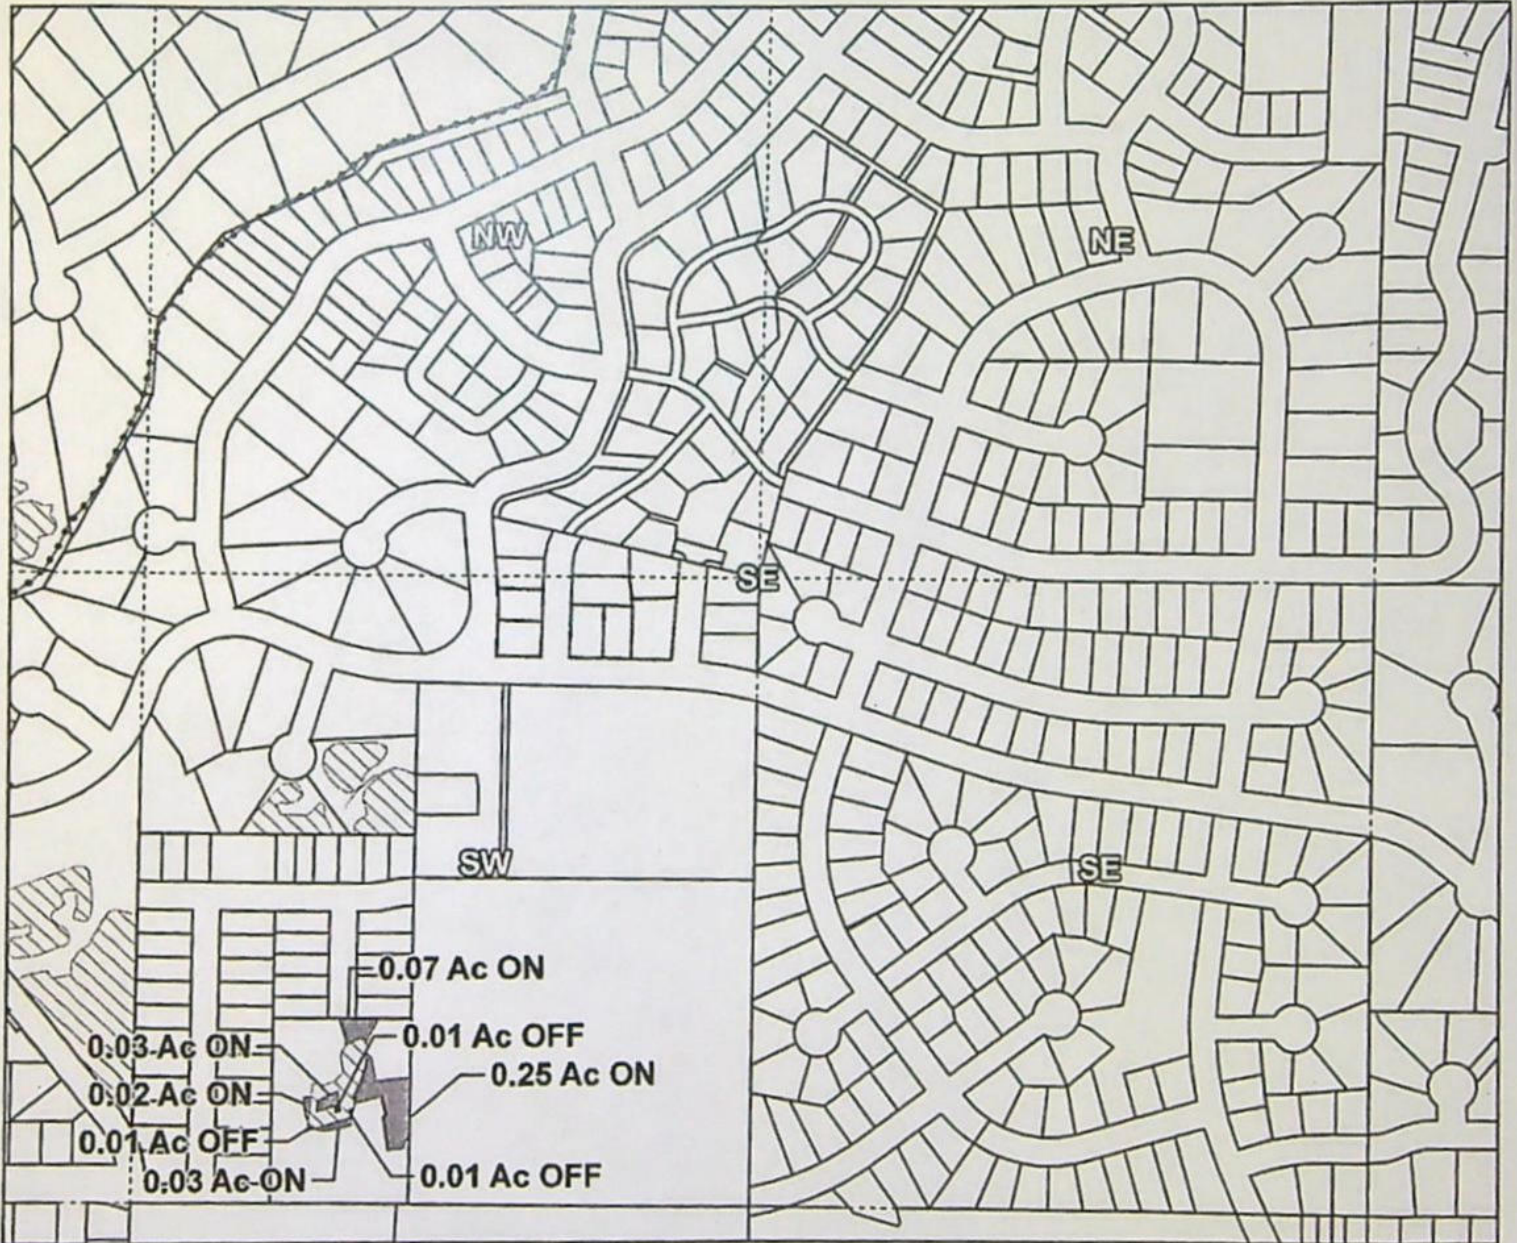 NW
NE
SE
SW
SE
0.07 Ac ON
0.03 Ac ON
0.01 Ac OFF
0.25 Ac ON
0.02 Ac ON
0.01 Ac OFF
0.03 Ac ON
0.01 Ac OFF